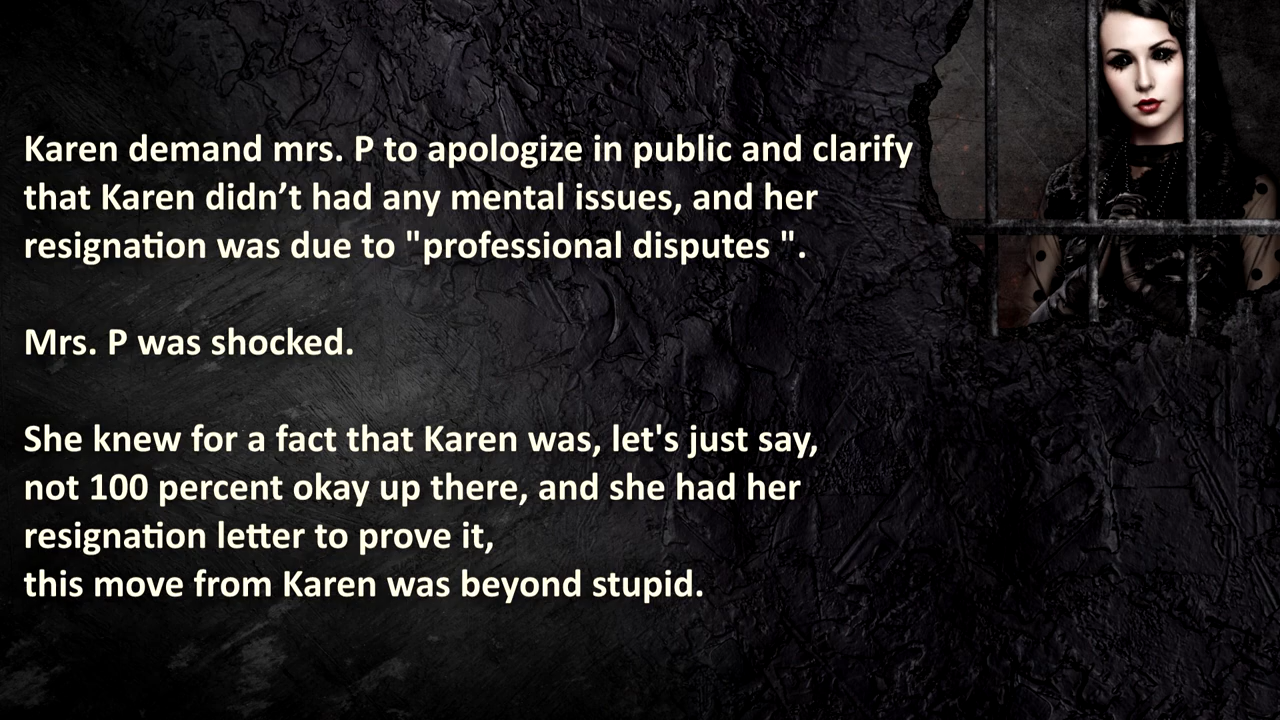 Karen demand mrs. P to apologize in public and clarify
that Karen didn’t had any mental issues, and her
resignation was due to "professional disputes ".
Mrs. P was shocked.
She knew for a fact that Karen was, let's just say,
not 100 percent okay up there, and she had her
resignation letter to prove it,
this move from Karen was beyond stupid.